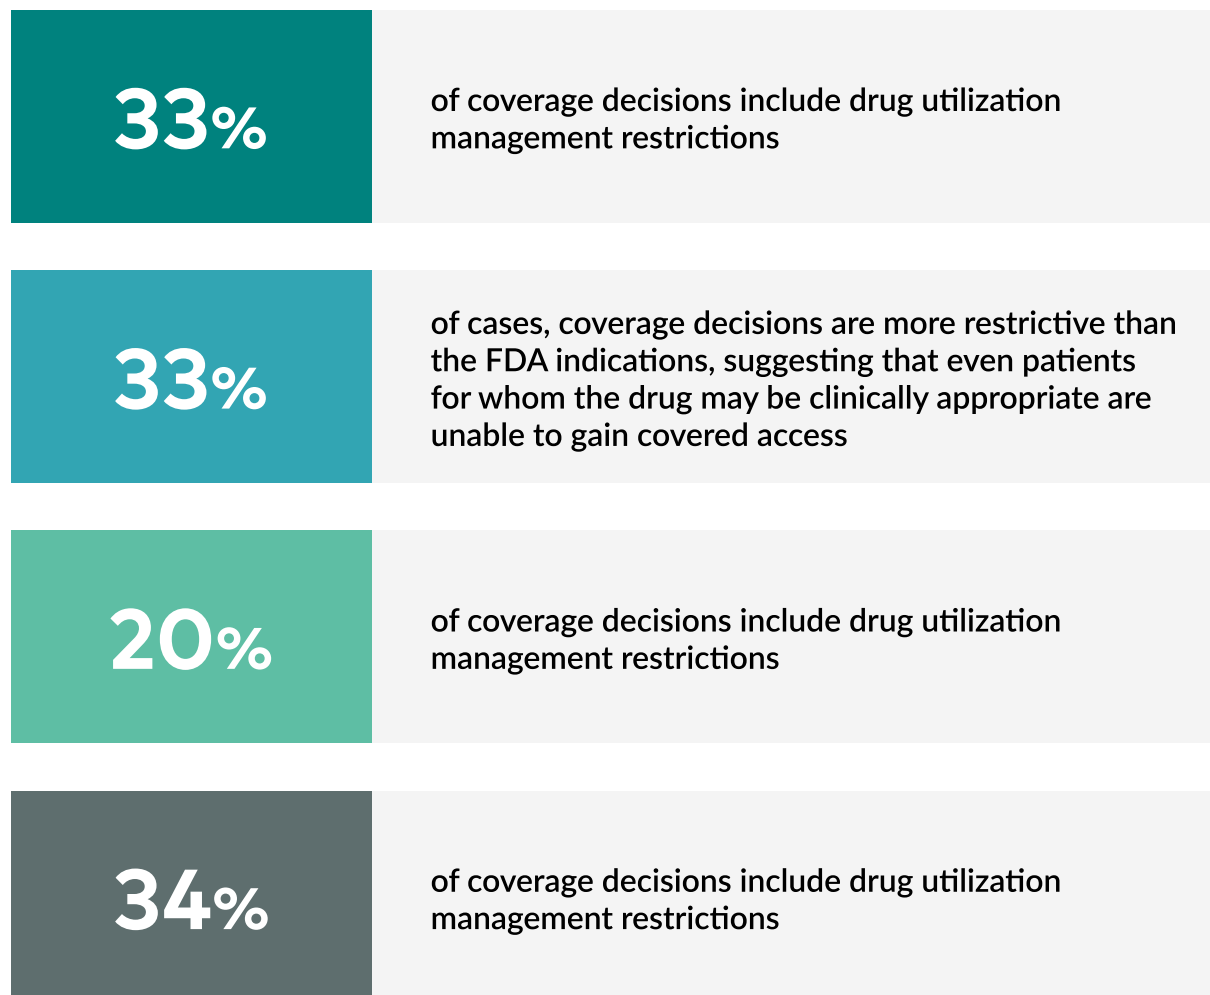 33%
of coverage decisions include drug utilization
management restrictions
33%
of cases, coverage decisions are more restrictive than
the FDA indications, suggesting that even patients
for whom the drug may be clinically appropriate are
unable to gain covered access
20%
of coverage decisions include drug utilization
management restrictions
34%
of coverage decisions include drug utilization
management restrictions